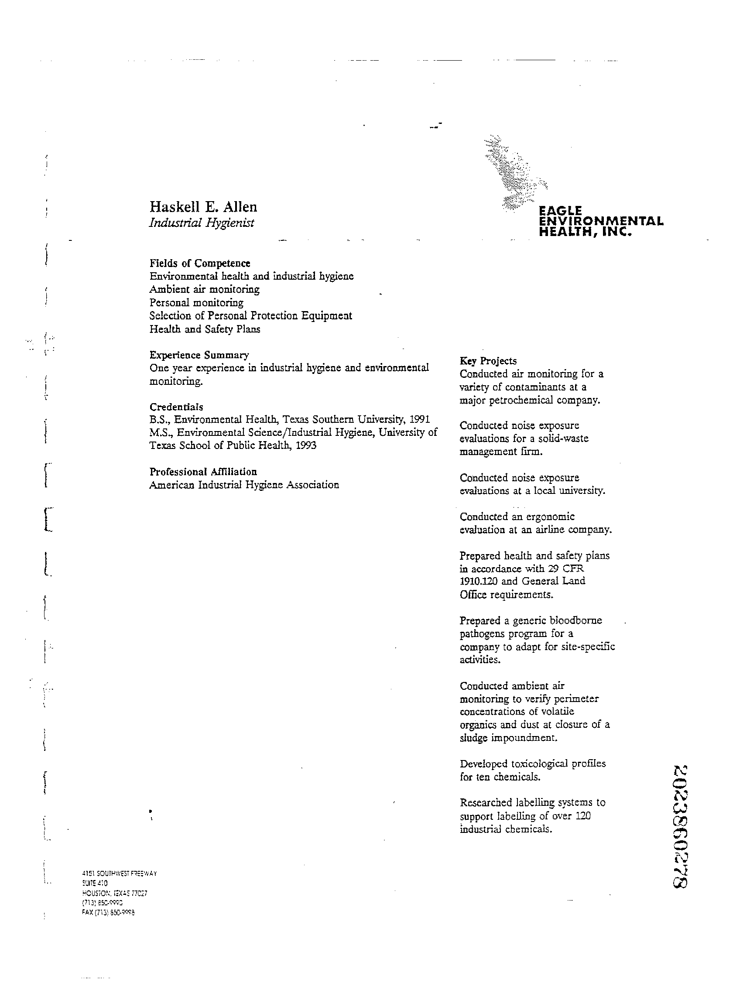 Haskell E. Allen
Industrial Hygienist
EAGLE
ENVIRONMENTAL
HEALTH, INC.
Fields of Competence
Environmental health and industrial hygiene
Ambient air monitoring
Personal monitoring
Selection of Personal Protection Equipment
Health and Safety Plans
Experience Summary
One year experience in industrial hygiene and environmental
monitoring.
Credentials
B.S., Environmental Health, Texas Southern University, 1991
M.S., Environmental Science/Industrial Hygiene, University of
Texas School of Public Health, 1993
Professional Affiliation
American Industrial Hygiene Association
Key Projects
Conducted air monitoring for a
variety of contaminants at a
major petrochemical company.
Conducted noise exposure
evaluations for a solid-waste
management firm.
Conducted noise exposure
evaluations at a local university.
Conducted an ergonomic
evaluation at an airline company.
Prepared health and safety plans
in accordance with 29 CFR
1910.120 and General Land
Office requirements.
Prepared a generic bloodborne
pathogens program for a
company to adapt for site-specific
activities.
Conducted ambient air
monitoring to verify perimeter
concentrations of volatile
organics and dust at closure of a
sludge impoundment.
Developed toxicological profiles
for ten chemicals.
Researched labelling systems to
support labelling of over 120
industrial chemicals.
4151 SOUTHWEST FREEWAY
SUITE 410
HOUSTON, TEXAS 77027
(713) 850-9990
FAX (713) 850-9998
2023860278